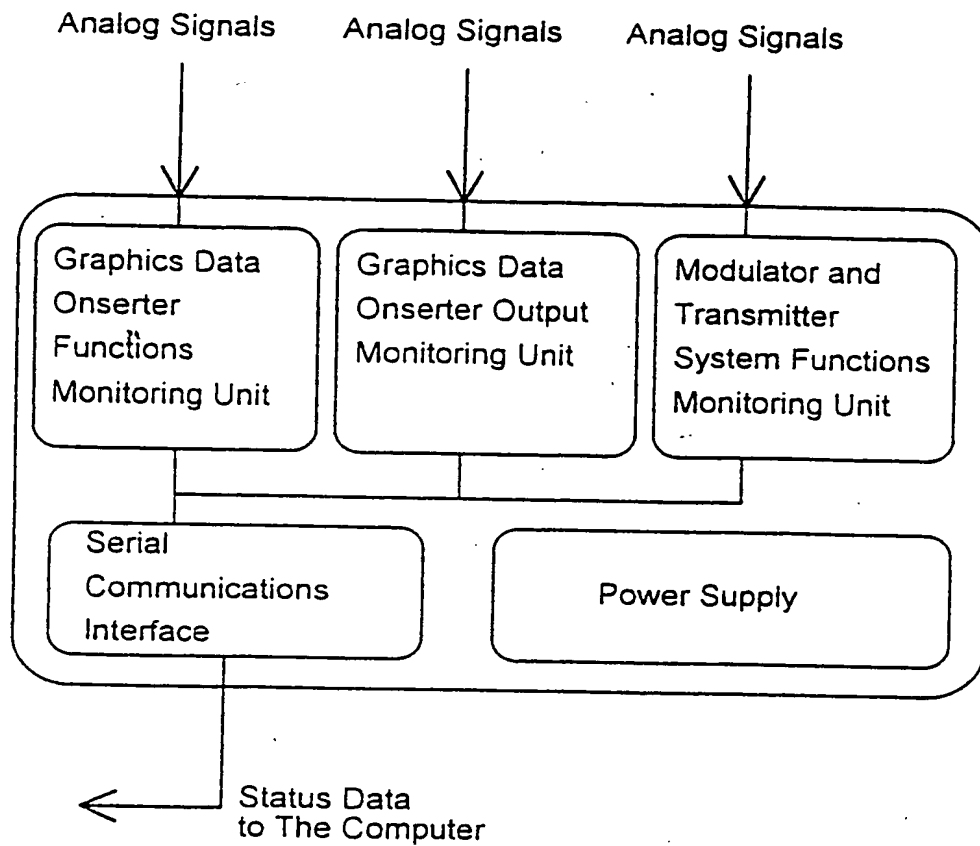 Analog Signals
Analog Signals
Analog Signals
Graphics Data
Onserter
Functions
Monitoring Unit
Graphics Data
Onserter Output
Monitoring Unit
Modulator and
Transmitter
System Functions
Monitoring Unit
Serial
Communications
Interface
Power Supply
Status Data
to The Computer